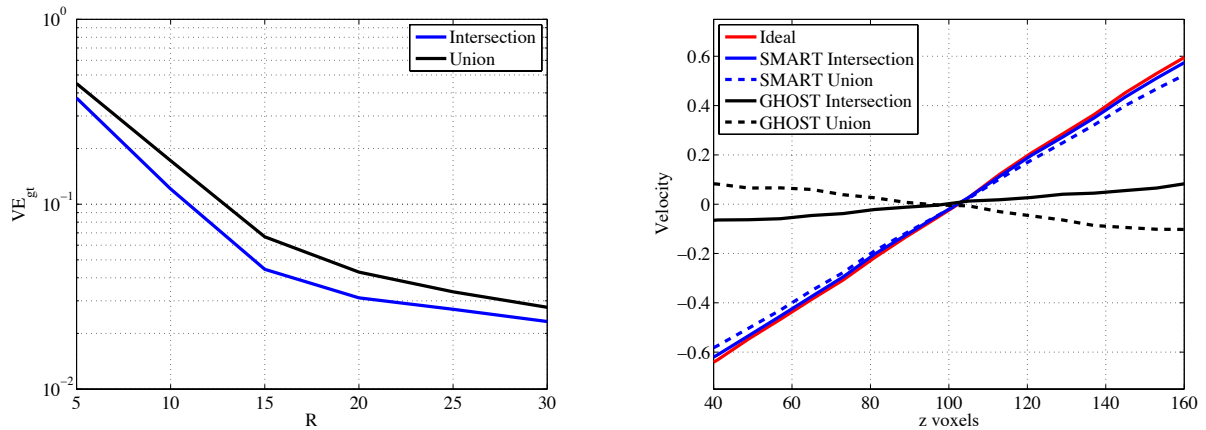 10^0
10^-1
10^-2
VE_gt
5 10 15 20 25 30
R
Intersection
Union
0.6
0.4
0.2
0
−0.2
−0.4
−0.6
Velocity
40 60 80 100 120 140 160
z voxels
Ideal
SMART Intersection
SMART Union
GHOST Intersection
GHOST Union